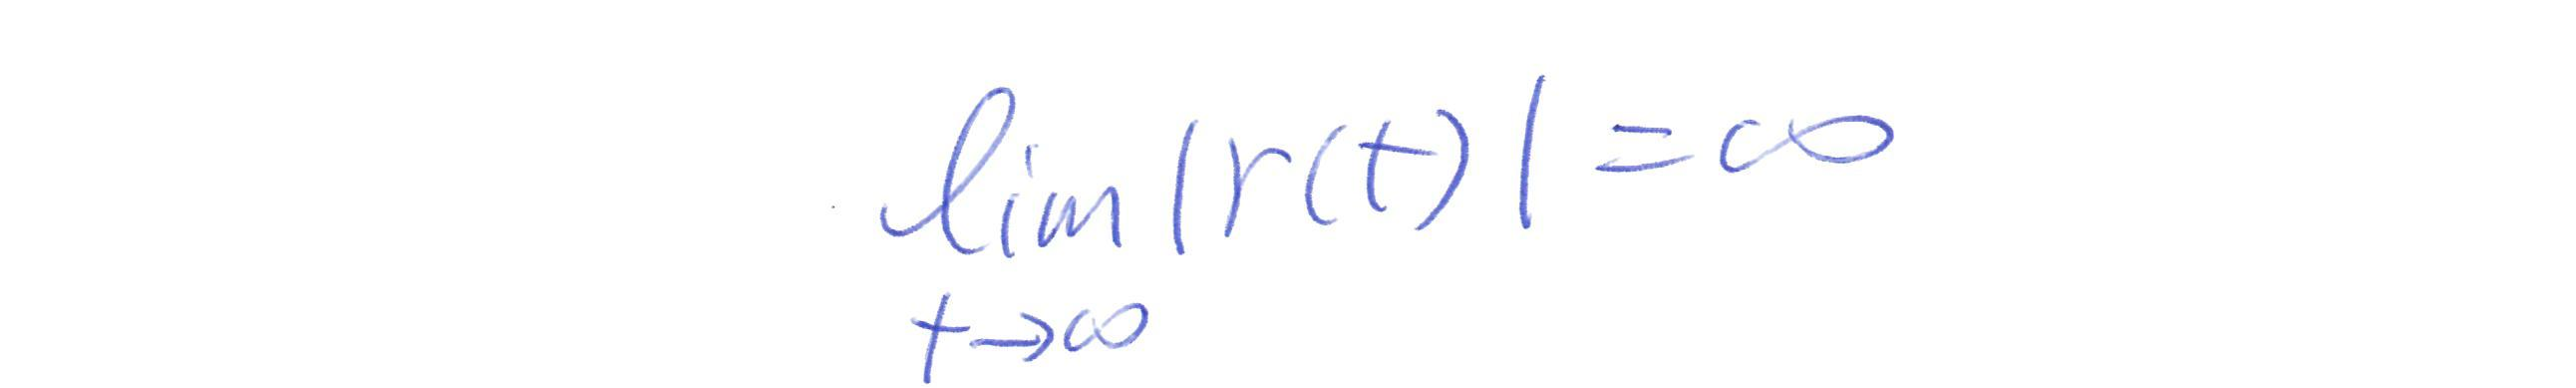 lim |r(t)| = ∞
t→∞